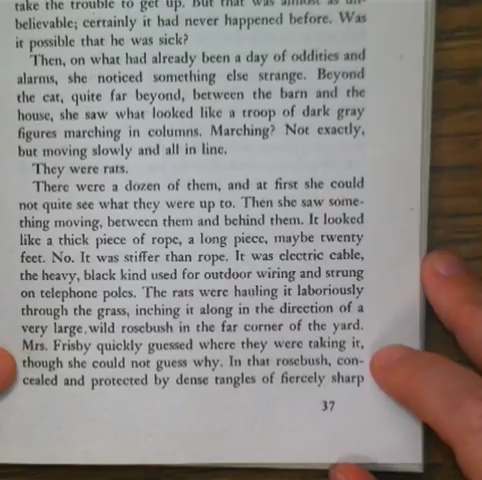 take the trouble to get up. But that was almost as un-
believable; certainly it had never happened before. Was
it possible that he was sick?
Then, on what had already been a day of oddities and
alarms, she noticed something else strange. Beyond
the cat, quite far beyond, between the barn and the
house, she saw what looked like a troop of dark gray
figures marching in columns. Marching? Not exactly,
but moving slowly and all in line.
They were rats.
There were a dozen of them, and at first she could
not quite see what they were up to. Then she saw some-
thing moving, between them and behind them. It looked
like a thick piece of rope, a long piece, maybe twenty
feet. No. It was stiffer than rope. It was electric cable,
the heavy, black kind used for outdoor wiring and strung
on telephone poles. The rats were hauling it laboriously
through the grass, inching it along in the direction of a
very large wild rosebush in the far corner of the yard.
Mrs. Frisby quickly guessed where they were taking it,
though she could not guess why. In that rosebush, con-
cealed and protected by dense tangles of fiercely sharp
37